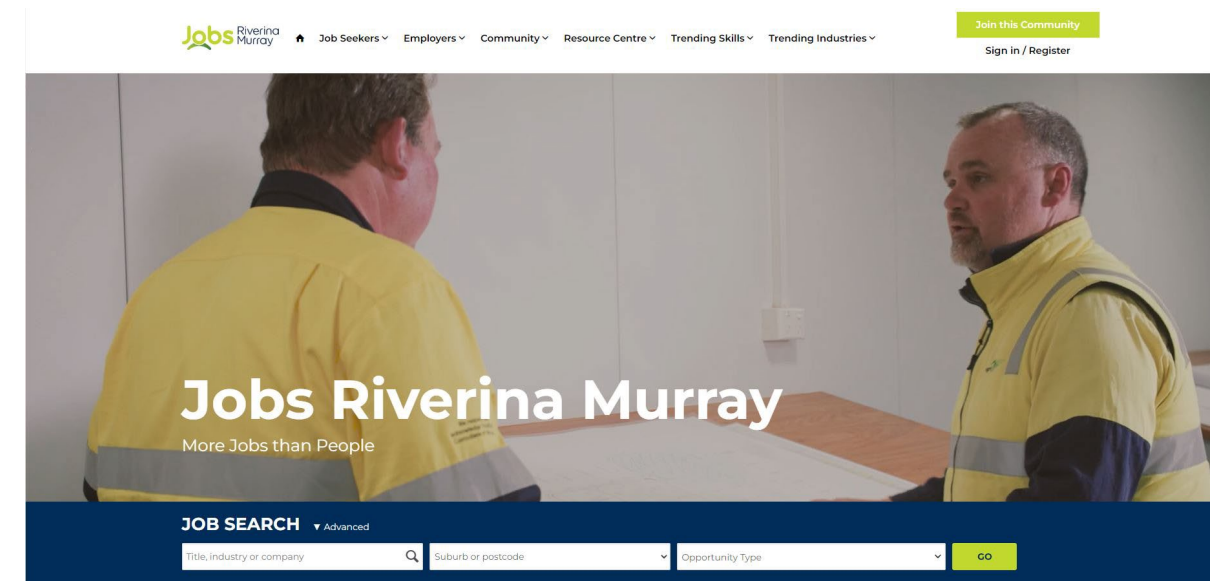 Jobs Riverina Murray
Job Seekers
Employers
Community
Resource Centre
Trending Skills
Trending Industries
Join this Community
Sign in / Register
Jobs Riverina Murray
More Jobs than People
JOB SEARCH
Advanced
Title, industry or company
Suburb or postcode
Opportunity Type
GO